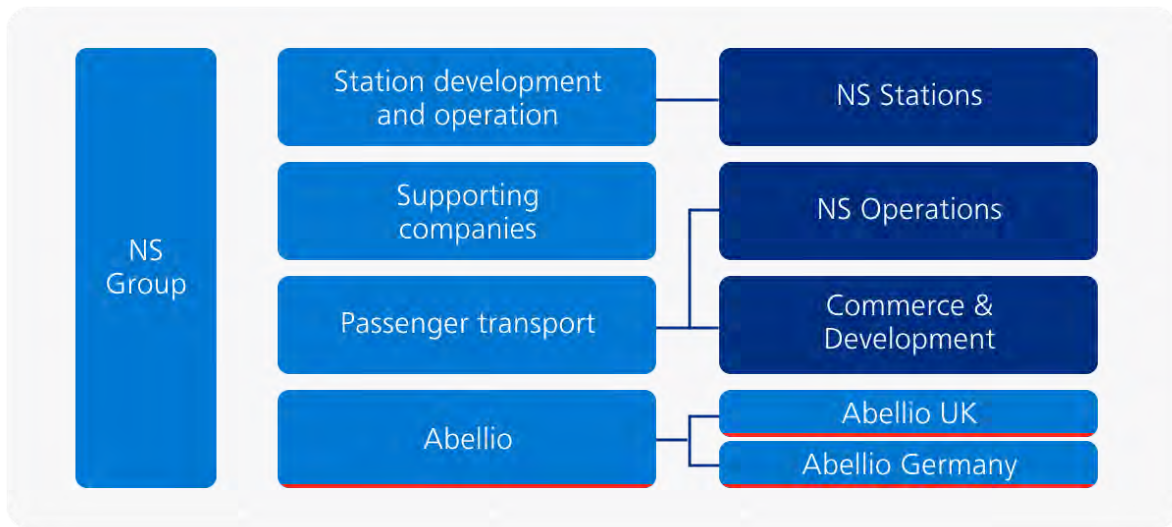 NS
Group
Station development
and operation
NS Stations
Supporting
companies
NS Operations
Passenger transport
Commerce &
Development
Abellio
Abellio UK
Abellio Germany